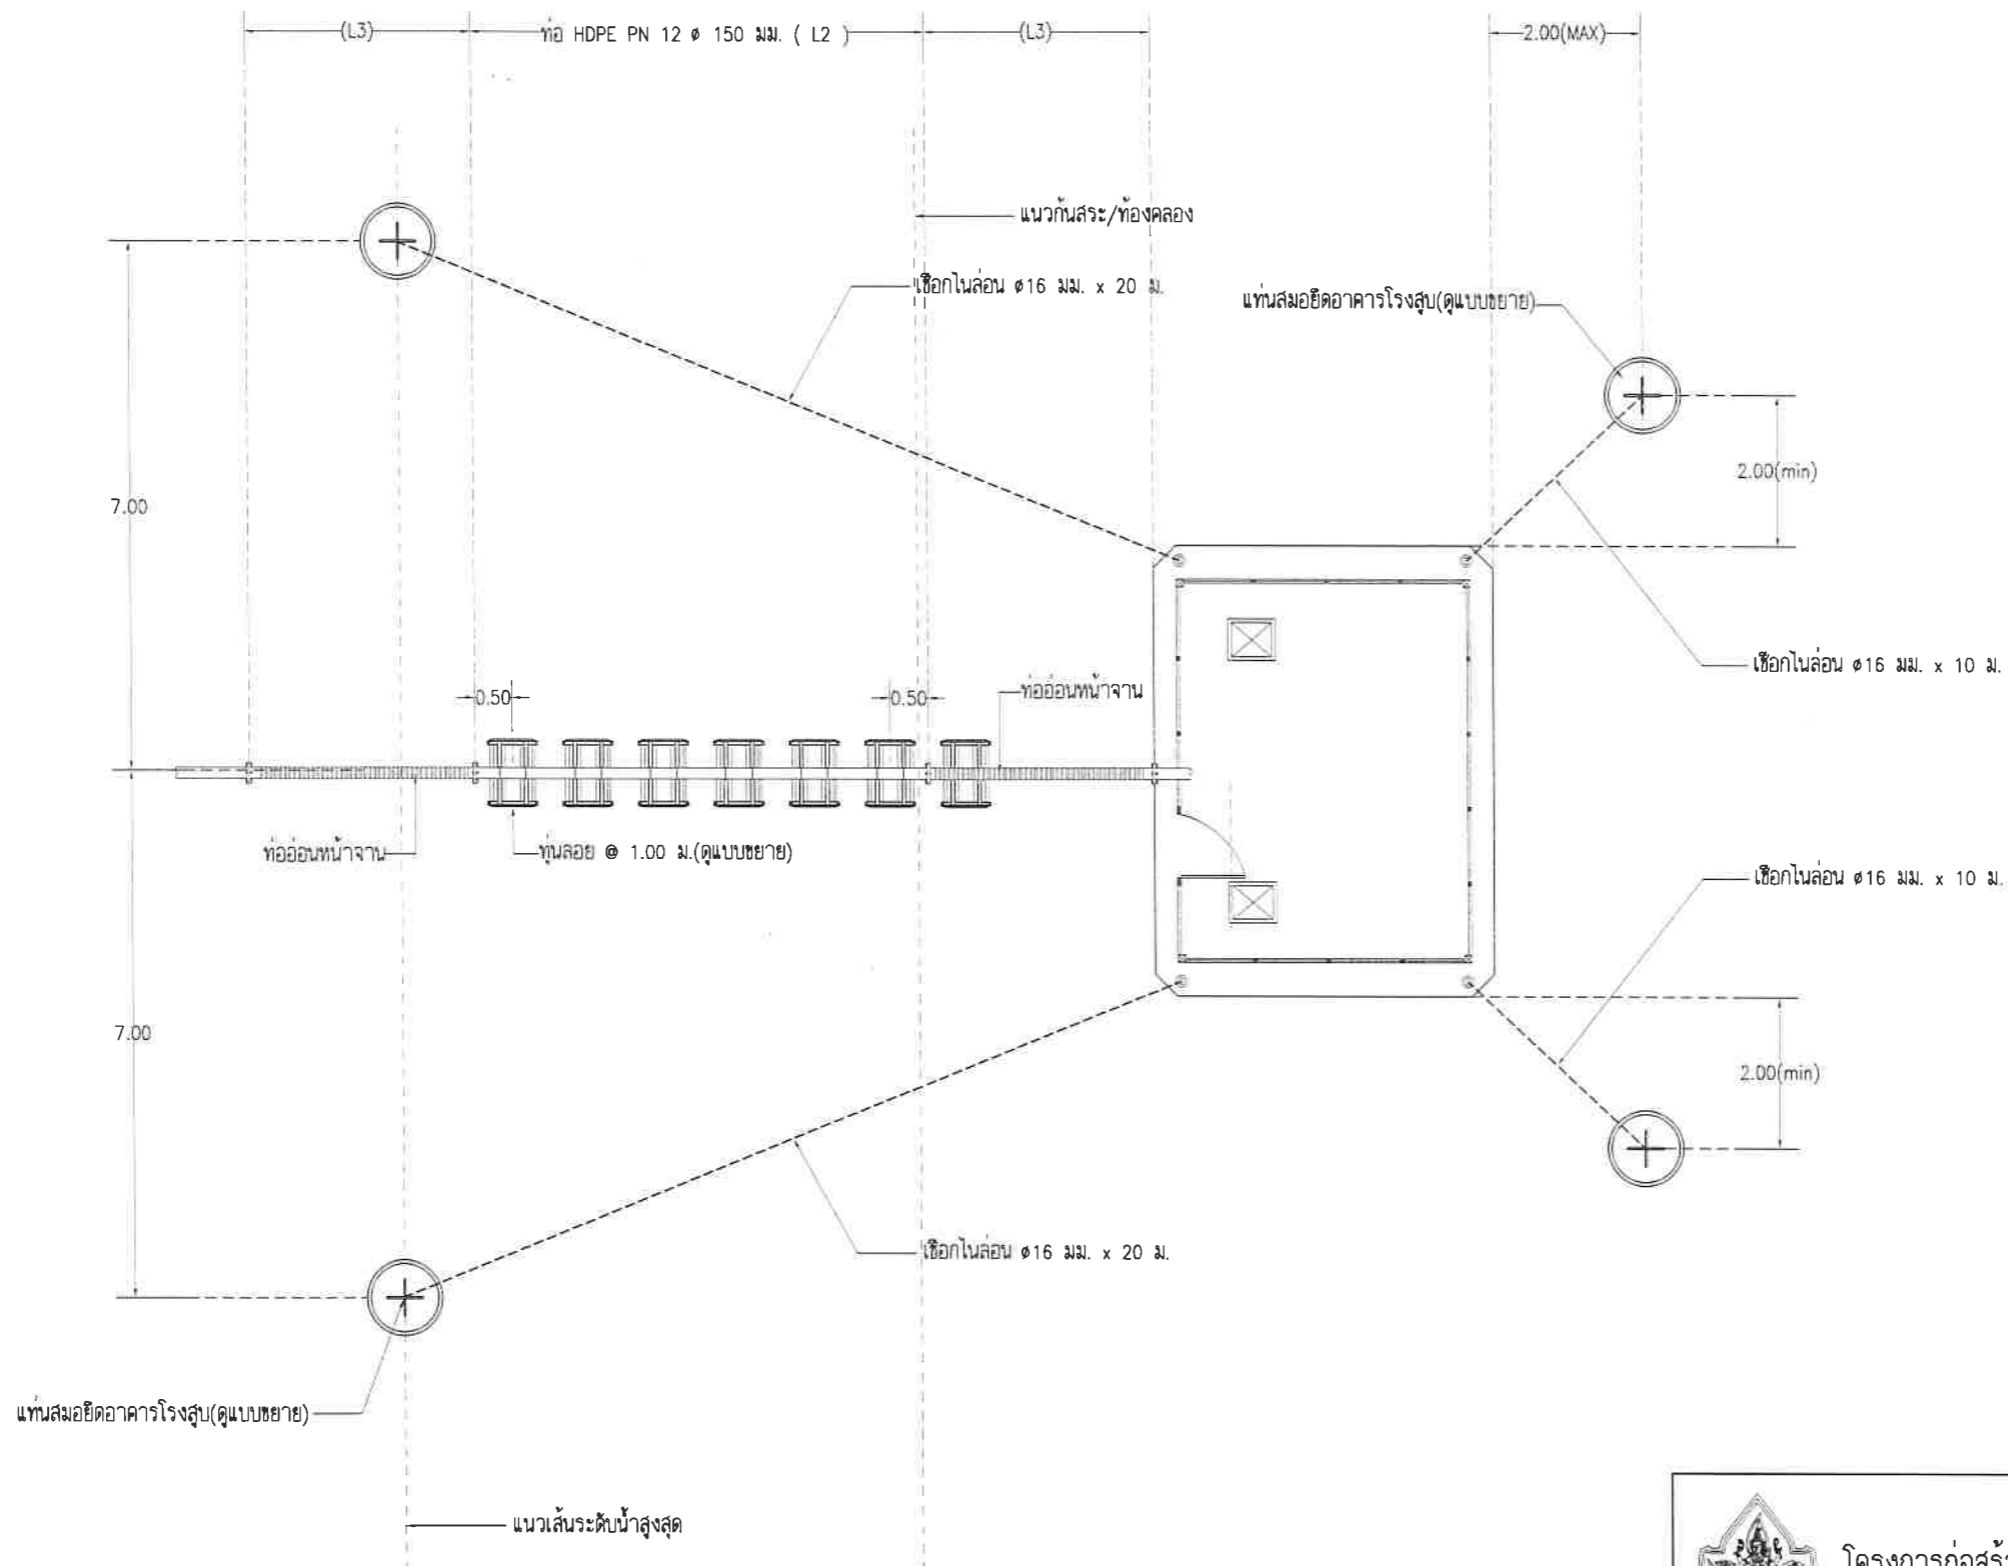 (L3)
ท่อ HDPE PN 12 ø 150 มม. ( L2 )
(L3)
2.00(MAX)
แนวก้นสระ/ท้องคลอง
เชือกไนล่อน ø16 มม. x 20 ม.
แท่นสมอยึดอาคารโรงสูบ(ดูแบบขยาย)
2.00(min)
7.00
เชือกไนล่อน ø16 มม. x 10 ม.
0.50
0.50
ท่ออ่อนหน้าจาน
ท่ออ่อนหน้าจาน
ทุ่นลอย @ 1.00 ม.(ดูแบบขยาย)
เชือกไนล่อน ø16 มม. x 10 ม.
7.00
2.00(min)
เชือกไนล่อน ø16 มม. x 20 ม.
แท่นสมอยึดอาคารโรงสูบ(ดูแบบขยาย)
แนวเส้นระดับน้ำสูงสุด